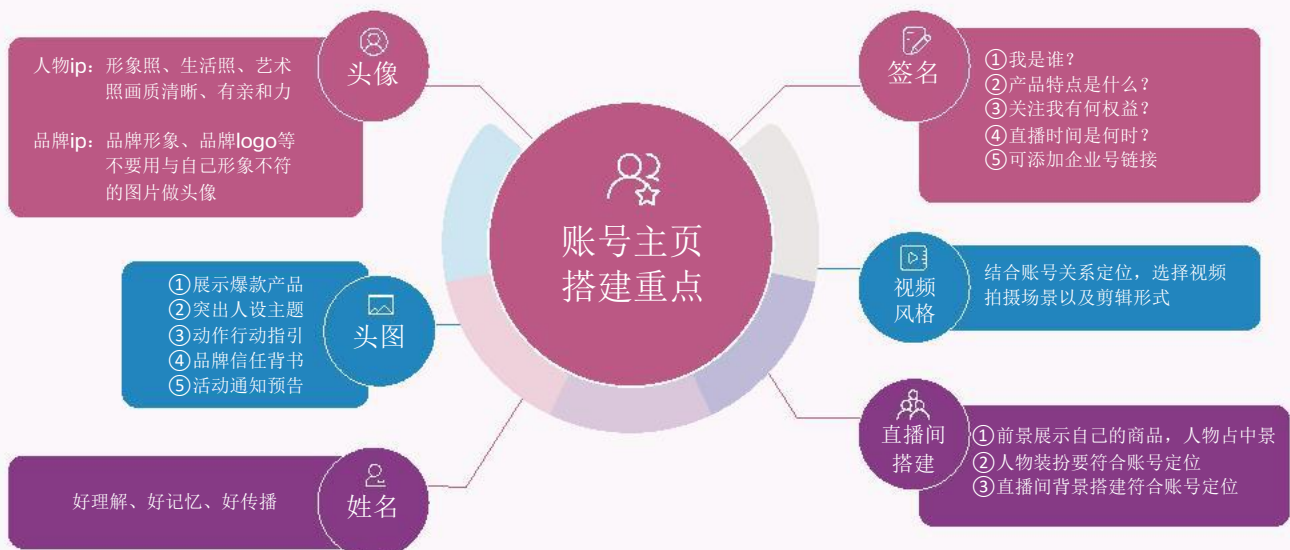 头像
人物ip：形象照、生活照、艺术
照画质清晰、有亲和力
品牌ip：品牌形象、品牌logo等
不要用与自己形象不符
的图片做头像
头图
①展示爆款产品
②突出人设主题
③动作行动指引
④品牌信任背书
⑤活动通知预告
姓名
好理解、好记忆、好传播
账号主页
搭建重点
签名
①我是谁？
②产品特点是什么？
③关注我有何权益？
④直播时间是何时？
⑤可添加企业号链接
视频
风格
结合账号关系定位，选择视频
拍摄场景以及剪辑形式
直播间
搭建
①前景展示自己的商品，人物占中景
②人物装扮要符合账号定位
③直播间背景搭建符合账号定位